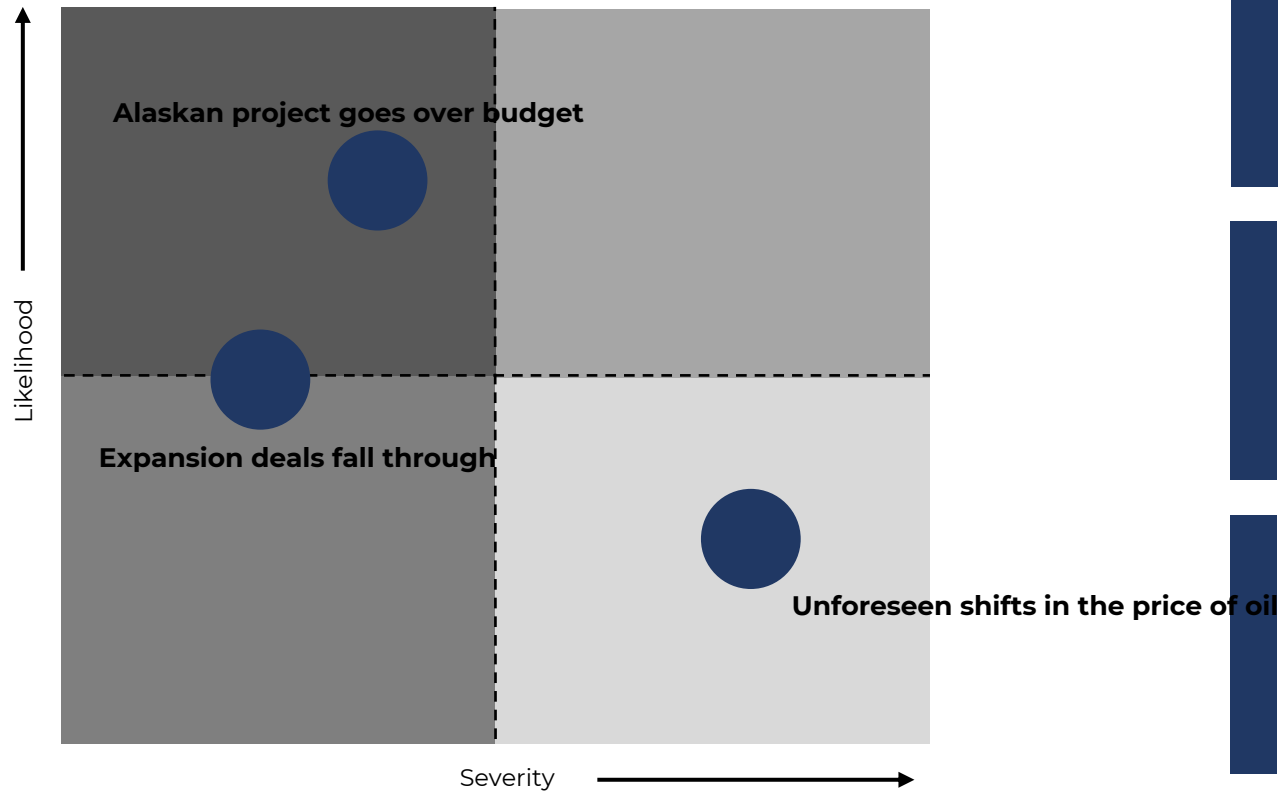 Alaskan project goes over budget
Likelihood
Expansion deals fall through
Unforeseen shifts in the price of oil
Severity